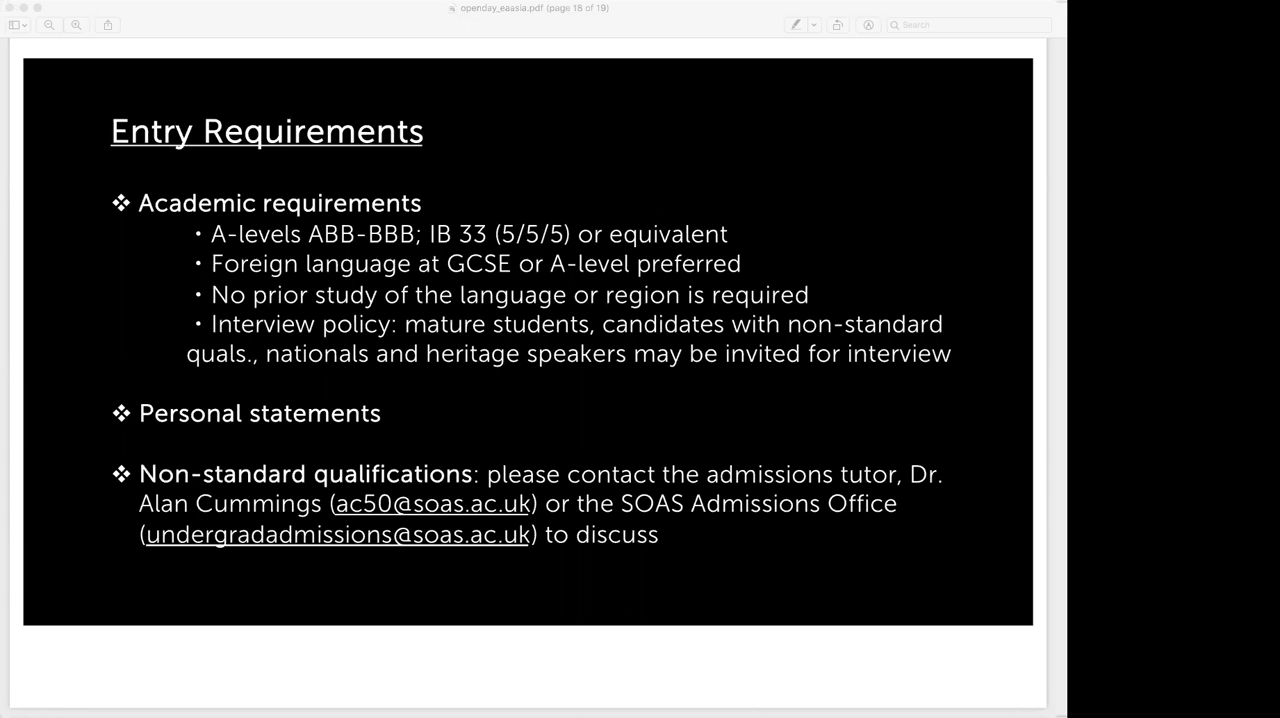 openday_eaasia.pdf (page 18 of 19)
Search
Entry Requirements
❖ Academic requirements
• A-levels ABB-BBB; IB 33 (5/5/5) or equivalent
• Foreign language at GCSE or A-level preferred
• No prior study of the language or region is required
• Interview policy: mature students, candidates with non-standard
quals., nationals and heritage speakers may be invited for interview
❖ Personal statements
❖ Non-standard qualifications: please contact the admissions tutor, Dr.
Alan Cummings (ac50@soas.ac.uk) or the SOAS Admissions Office
(undergradadmissions@soas.ac.uk) to discuss